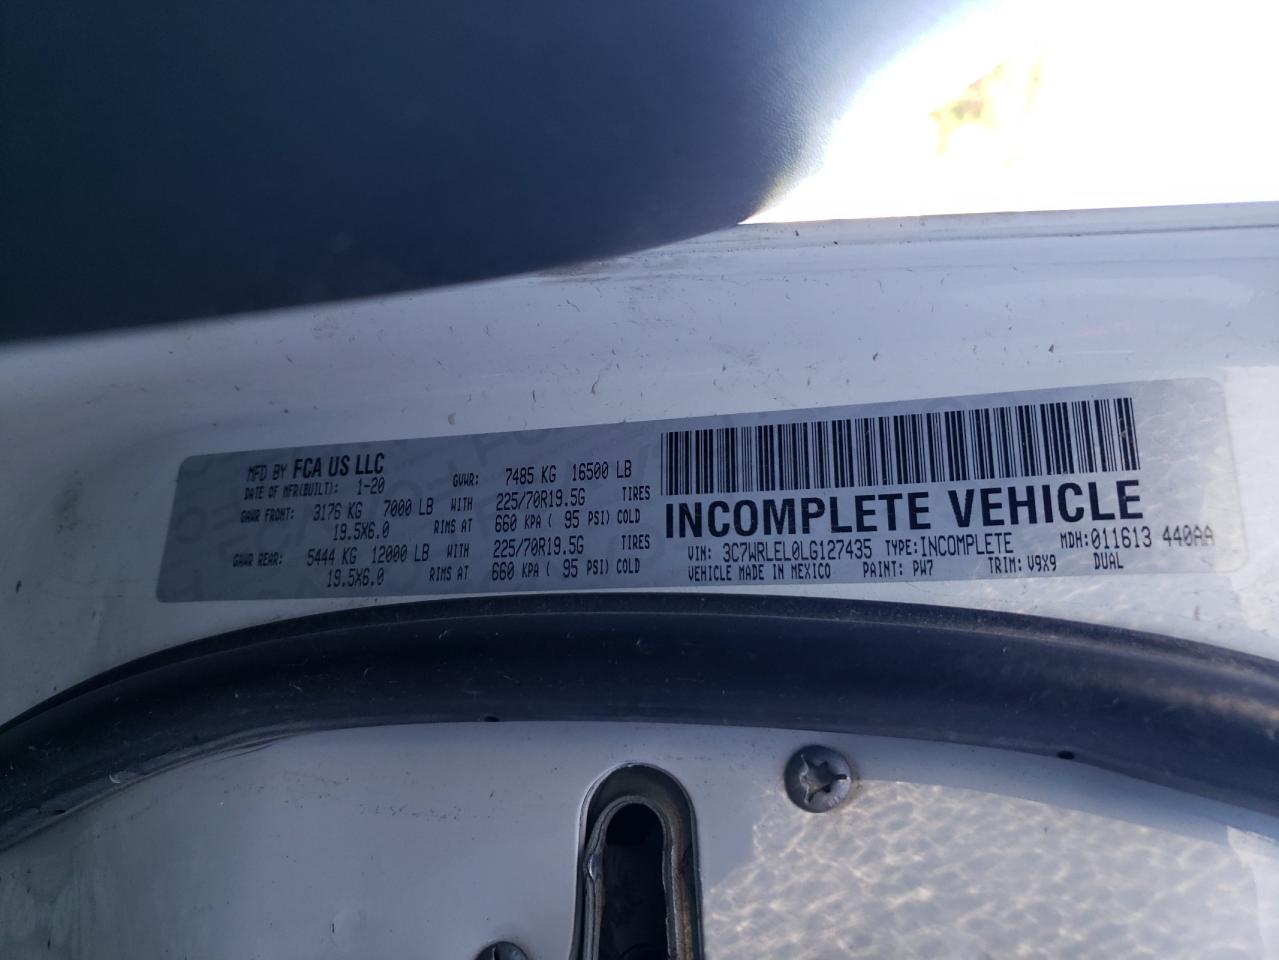 MFD BY FCA US LLC
DATE OF MFR(BUILT): 1-20 GVWR: 7485 KG 16500 LB
GAWR FRONT: 3175 KG 7000 LB WITH 225/70R19.5G TIRES
19.5X6.0 RIMS AT 660 KPA ( 95 PSI) COLD
GAWR REAR: 5444 KG 12000 LB WITH 225/70R19.5G TIRES
19.5X6.0 RIMS AT 660 KPA ( 95 PSI) COLD
INCOMPLETE VEHICLE
VIN: 3C7WRLEL0LG127435 TYPE: INCOMPLETE MDH: 011613 440AA
VEHICLE MADE IN MEXICO PAINT: PW7 TRIM: V9X9 DUAL